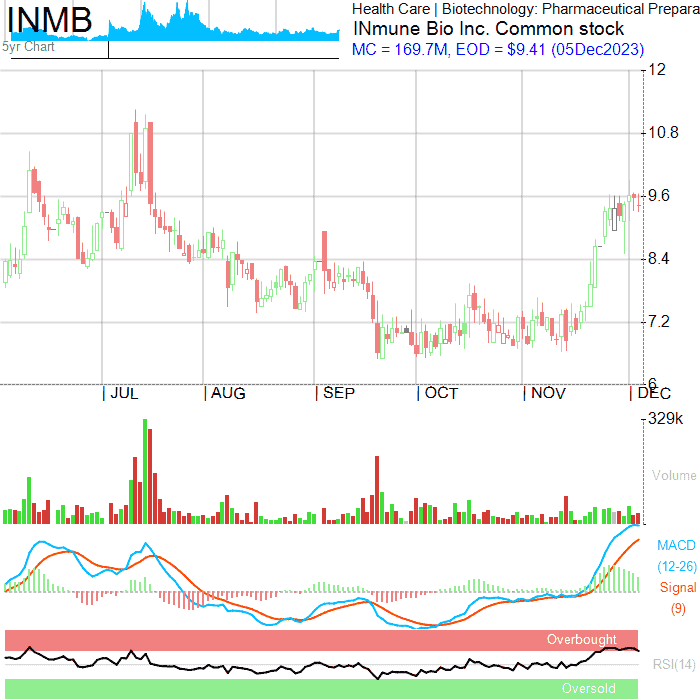 INMB
5yr Chart
Health Care | Biotechnology: Pharmaceutical Prepara
INmune Bio Inc. Common stock
MC = 169.7M, EOD = $9.41 (05Dec2023)
12
10.8
9.6
8.4
7.2
6
| JUL | AUG | SEP | OCT | NOV | DEC
329k
Volume
MACD
(12-26)
Signal
(9)
Overbought
RSI(14)
Oversold